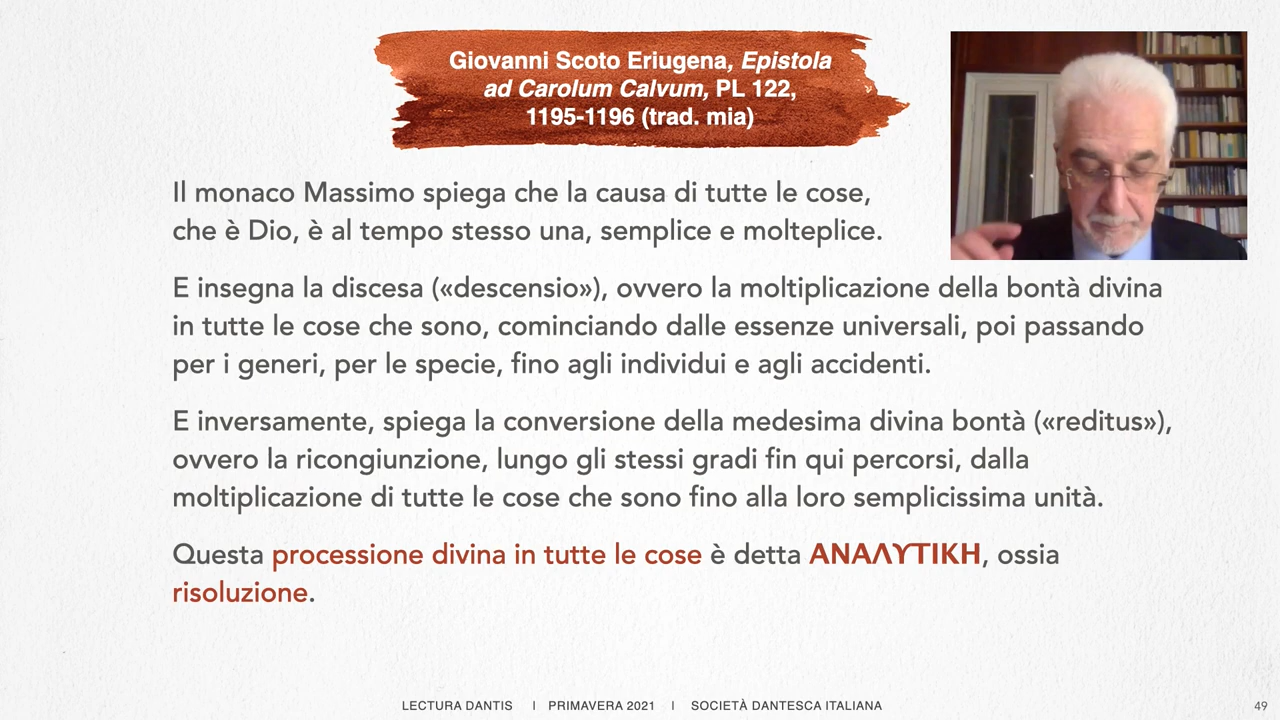 Giovanni Scoto Eriugena, Epistola
ad Carolum Calvum, PL 122,
1195-1196 (trad. mia)
Il monaco Massimo spiega che la causa di tutte le cose,
che è Dio, è al tempo stesso una, semplice e molteplice.
E insegna la discesa («descensio»), ovvero la moltiplicazione della bontà divina
in tutte le cose che sono, cominciando dalle essenze universali, poi passando
per i generi, per le specie, fino agli individui e agli accidenti.
E inversamente, spiega la conversione della medesima divina bontà («reditus»),
ovvero la ricongiunzione, lungo gli stessi gradi fin qui percorsi, dalla
moltiplicazione di tutte le cose che sono fino alla loro semplicissima unità.
Questa processione divina in tutte le cose è detta ΑΝΑΛΥΤΙΚΗ, ossia
risoluzione.
LECTURA DANTIS | PRIMAVERA 2021 | SOCIETÀ DANTESCA ITALIANA
49